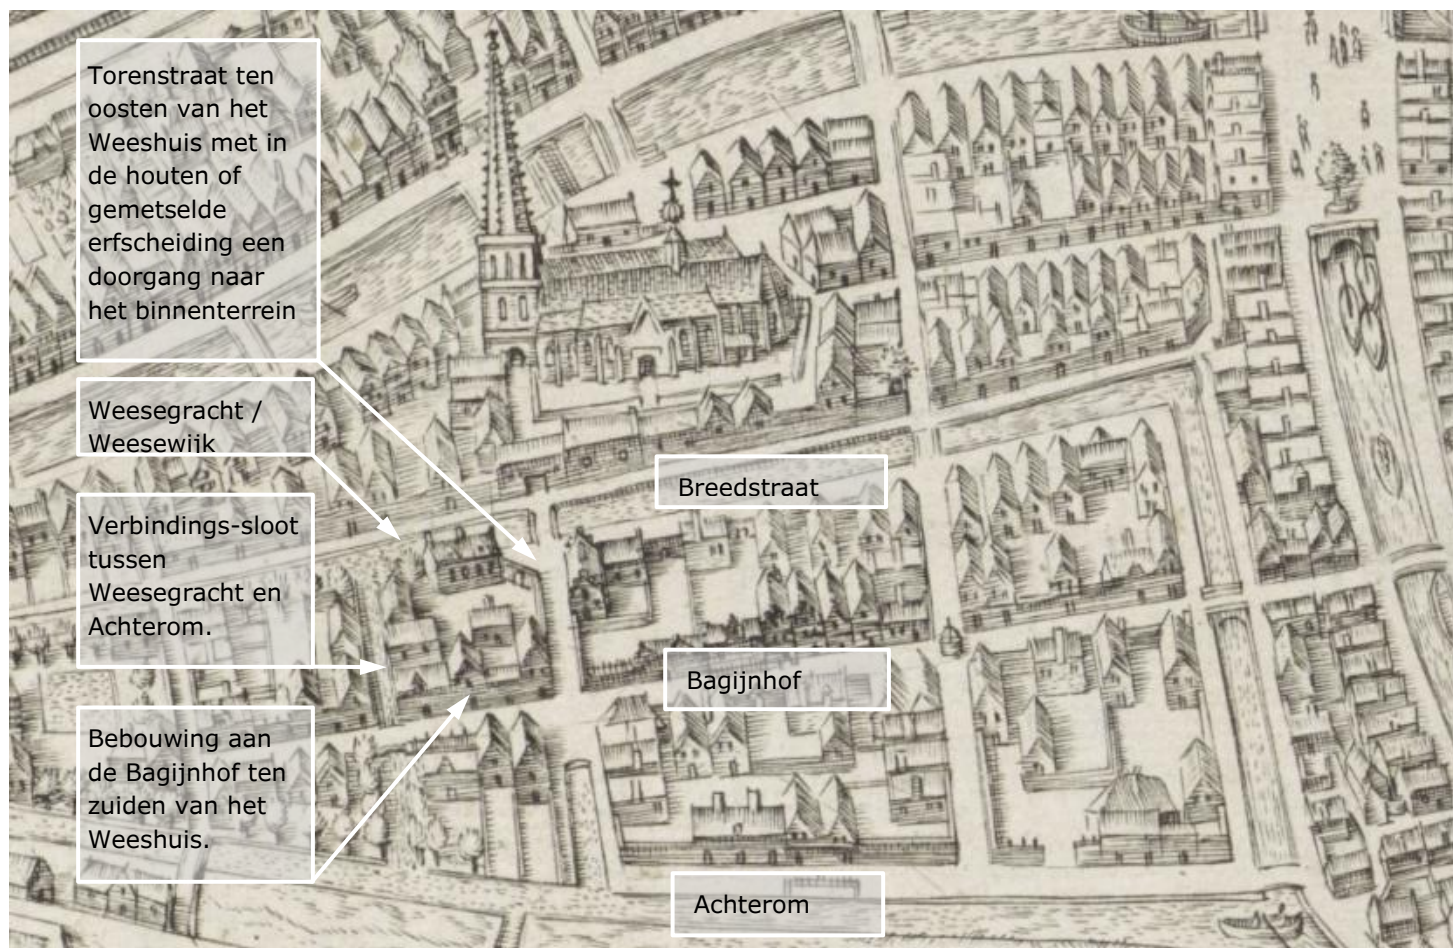 Torenstraat ten
oosten van het
Weeshuis met in
de houten of
gemetselde
erfscheiding een
doorgang naar
het binnenterrein
Weesegracht /
Weesewijk
Verbindings-sloot
tussen
Weesegracht en
Achterom.
Bebouwing aan
de Bagijnhof ten
zuiden van het
Weeshuis.
Breedstraat
Bagijnhof
Achterom